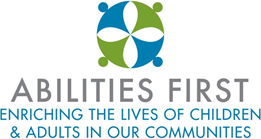 ABILITIES FIRST
ENRICHING THE LIVES OF CHILDREN
& ADULTS IN OUR COMMUNITIES